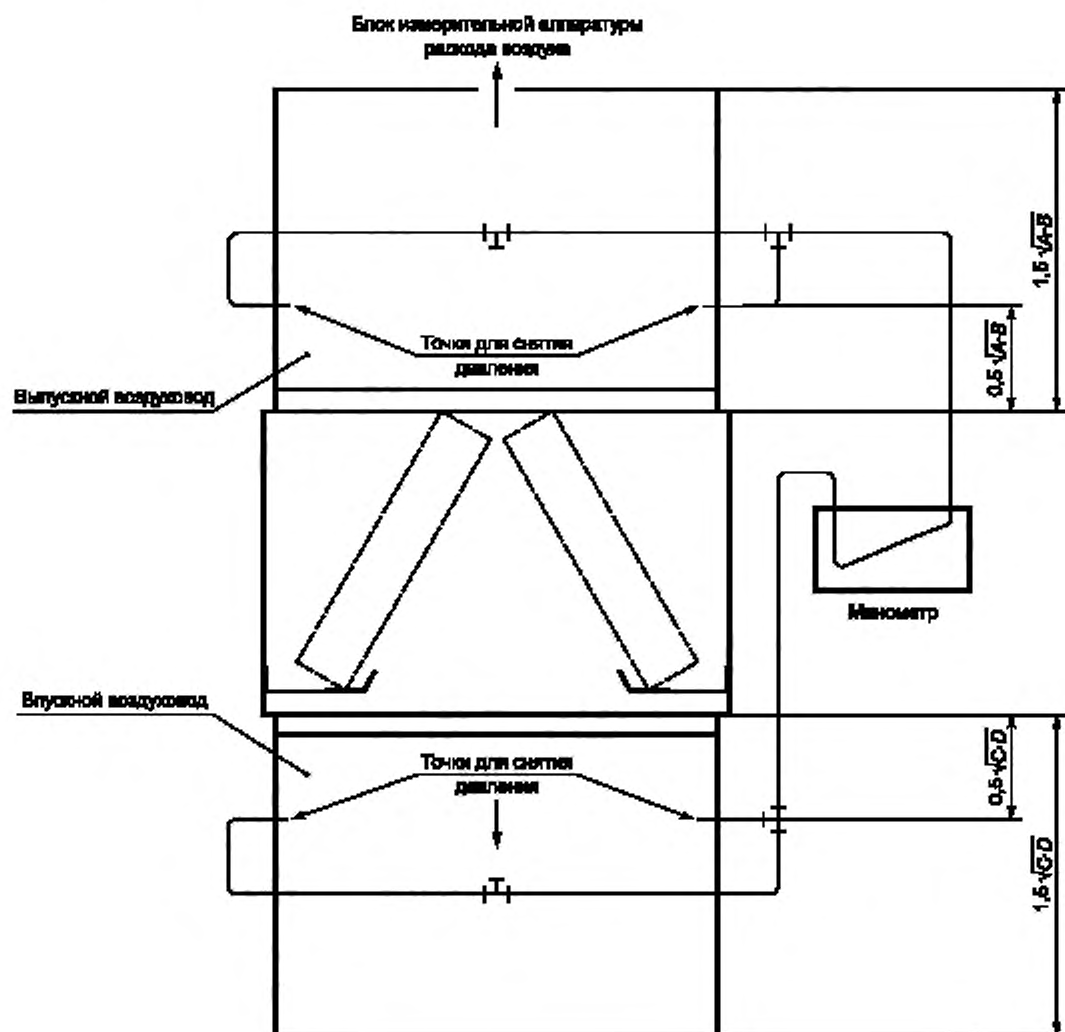 Блок измерительной аппаратуры
расхода воздуха
1,5·√A·B
0,5·√A·B
Точки для снятия
давления
Выпускной воздуховод
Манометр
Впускной воздуховод
Точки для снятия
давления
0,5·√C·D
1,5·√C·D